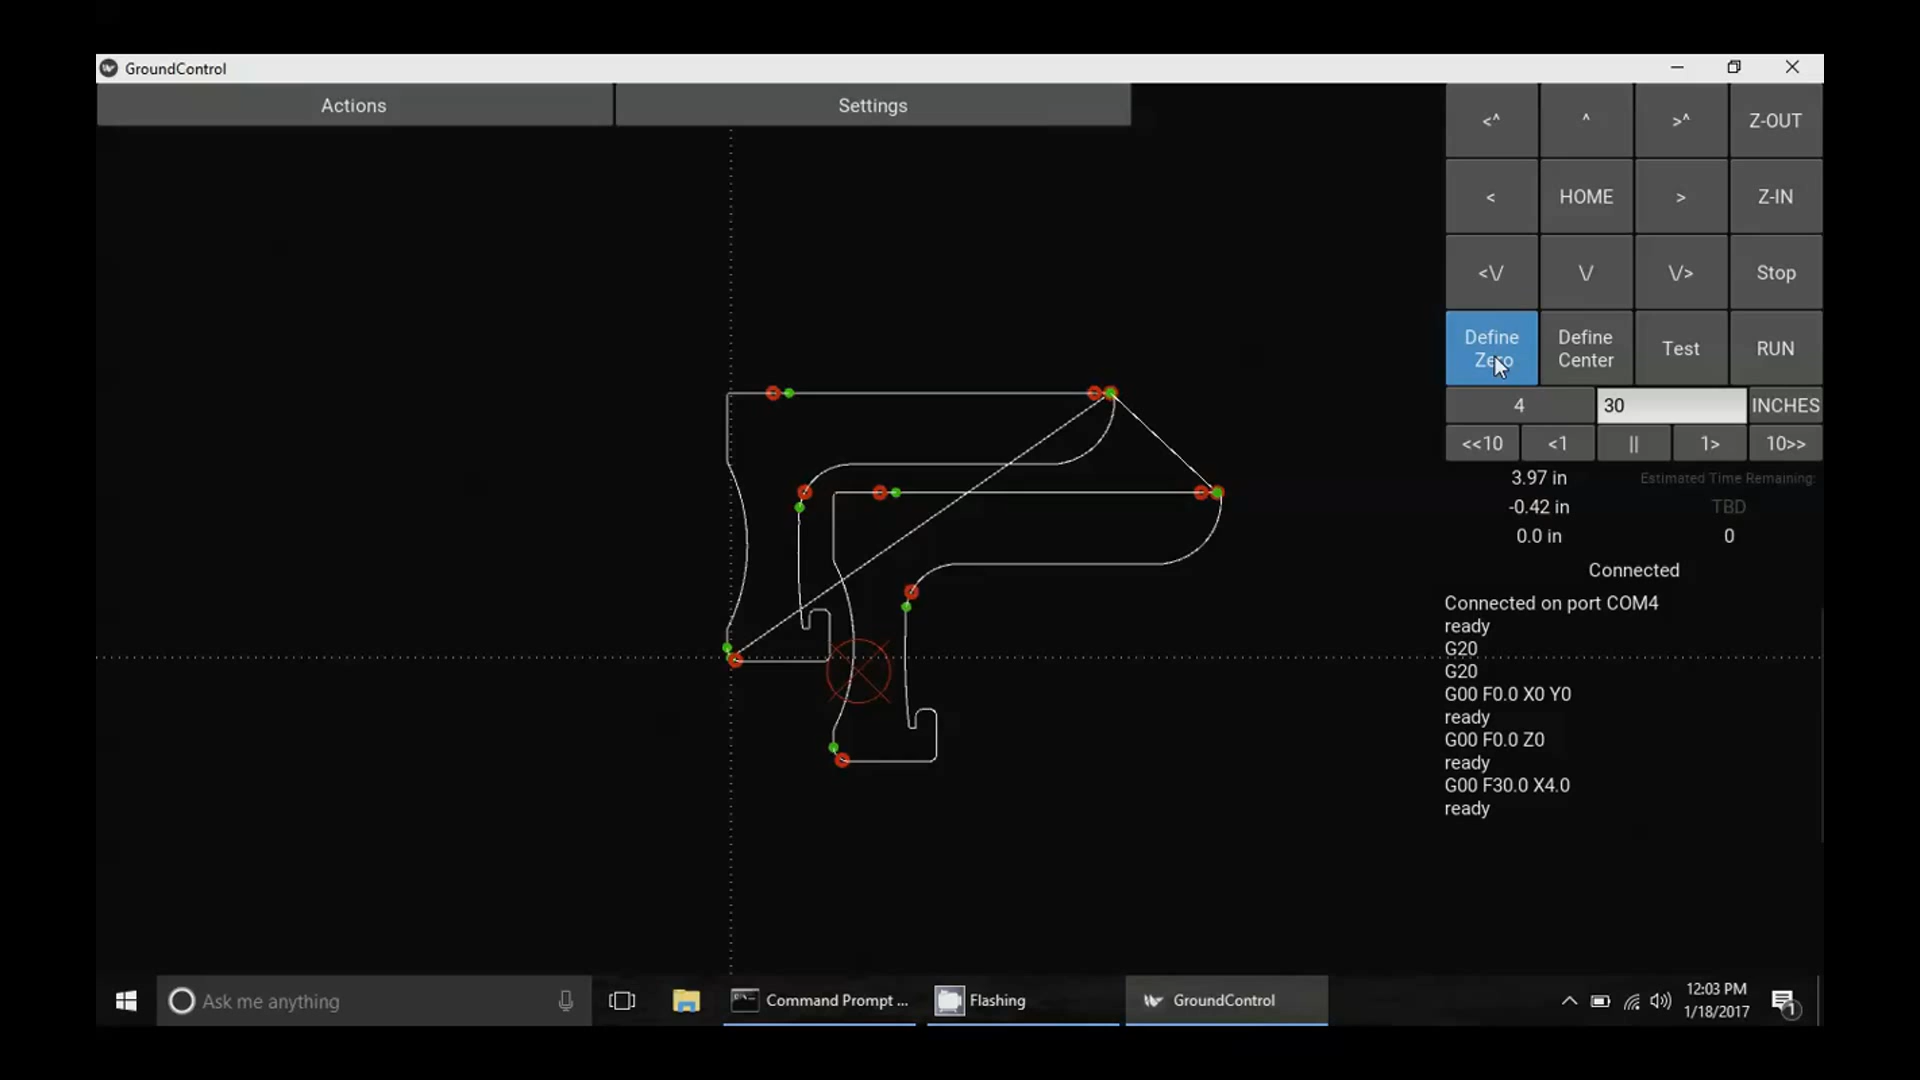 GroundControl
Actions Settings
<^ ^ >^ Z-OUT
< HOME > Z-IN
<\/ \/ \/> Stop
Define Zero Define Center Test RUN
4 30 INCHES
<<10 <1 || 1> 10>>
3.97 in Estimated Time Remaining:
-0.42 in TBD
0.0 in 0
Connected
Connected on port COM4
ready
G20
G20
G00 F0.0 X0 Y0
ready
G00 F0.0 Z0
ready
G00 F30.0 X4.0
ready
Ask me anything Command Prompt ... Flashing GroundControl 12:03 PM
1/18/2017 1